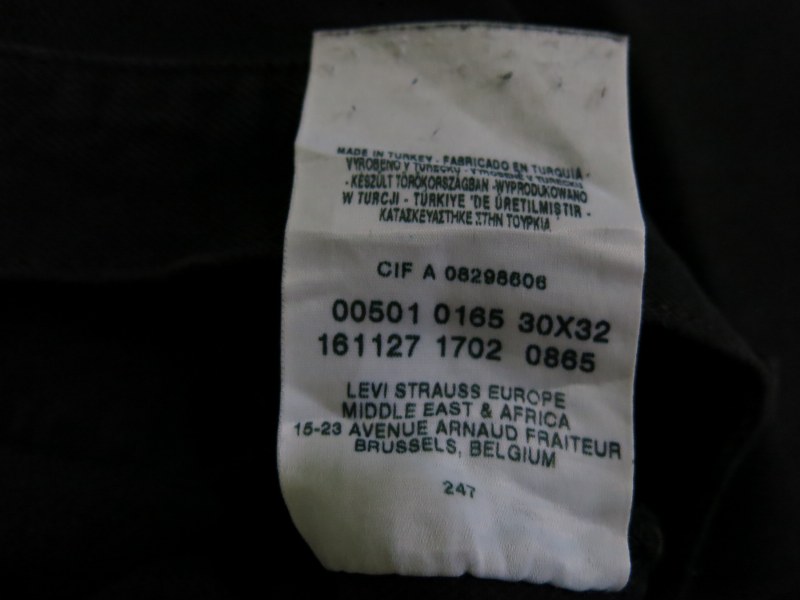 MADE IN TURKEY - FABRICADO EN TURQUIA -
VYROBENO V TURECKU - VYROBENÉ V TURECKU
- KÉSZÜLT TÖRÖKORSZÁGBAN -WYPRODUKOWANO
W TURCJI - TÜRKIYE 'DE ÜRETILMIŞTIR -
ΚΑΤΑΣΚΕΥΑΣΤΗΚΕ ΣΤΗΝ ΤΟΥΡΚΙΑ
CIF A 08298606
00501 0165 30X32
161127 1702 0865
LEVI STRAUSS EUROPE
MIDDLE EAST & AFRICA
15-23 AVENUE ARNAUD FRAITEUR
BRUSSELS, BELGIUM
247